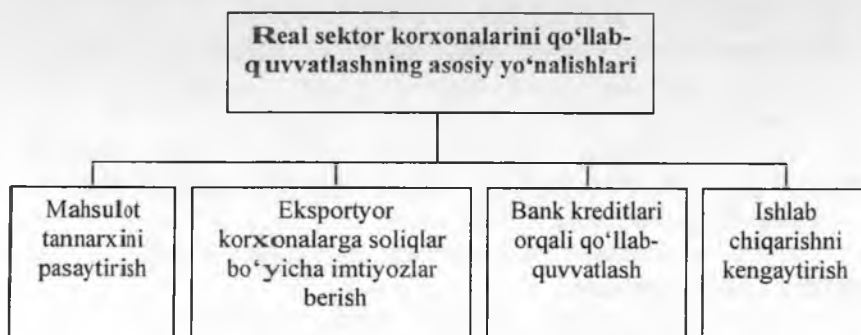 Real sektor korxonalarini qo‘llab-
quvvatlashning asosiy yo‘nalishlari
Mahsulot
tannarxini
pasaytirish
Eksportyor
korxonalarga soliqlar
bo‘yicha imtiyozlar
berish
Bank kreditlari
orqali qo‘llab-
quvvatlash
Ishlab
chiqarishni
kengaytirish